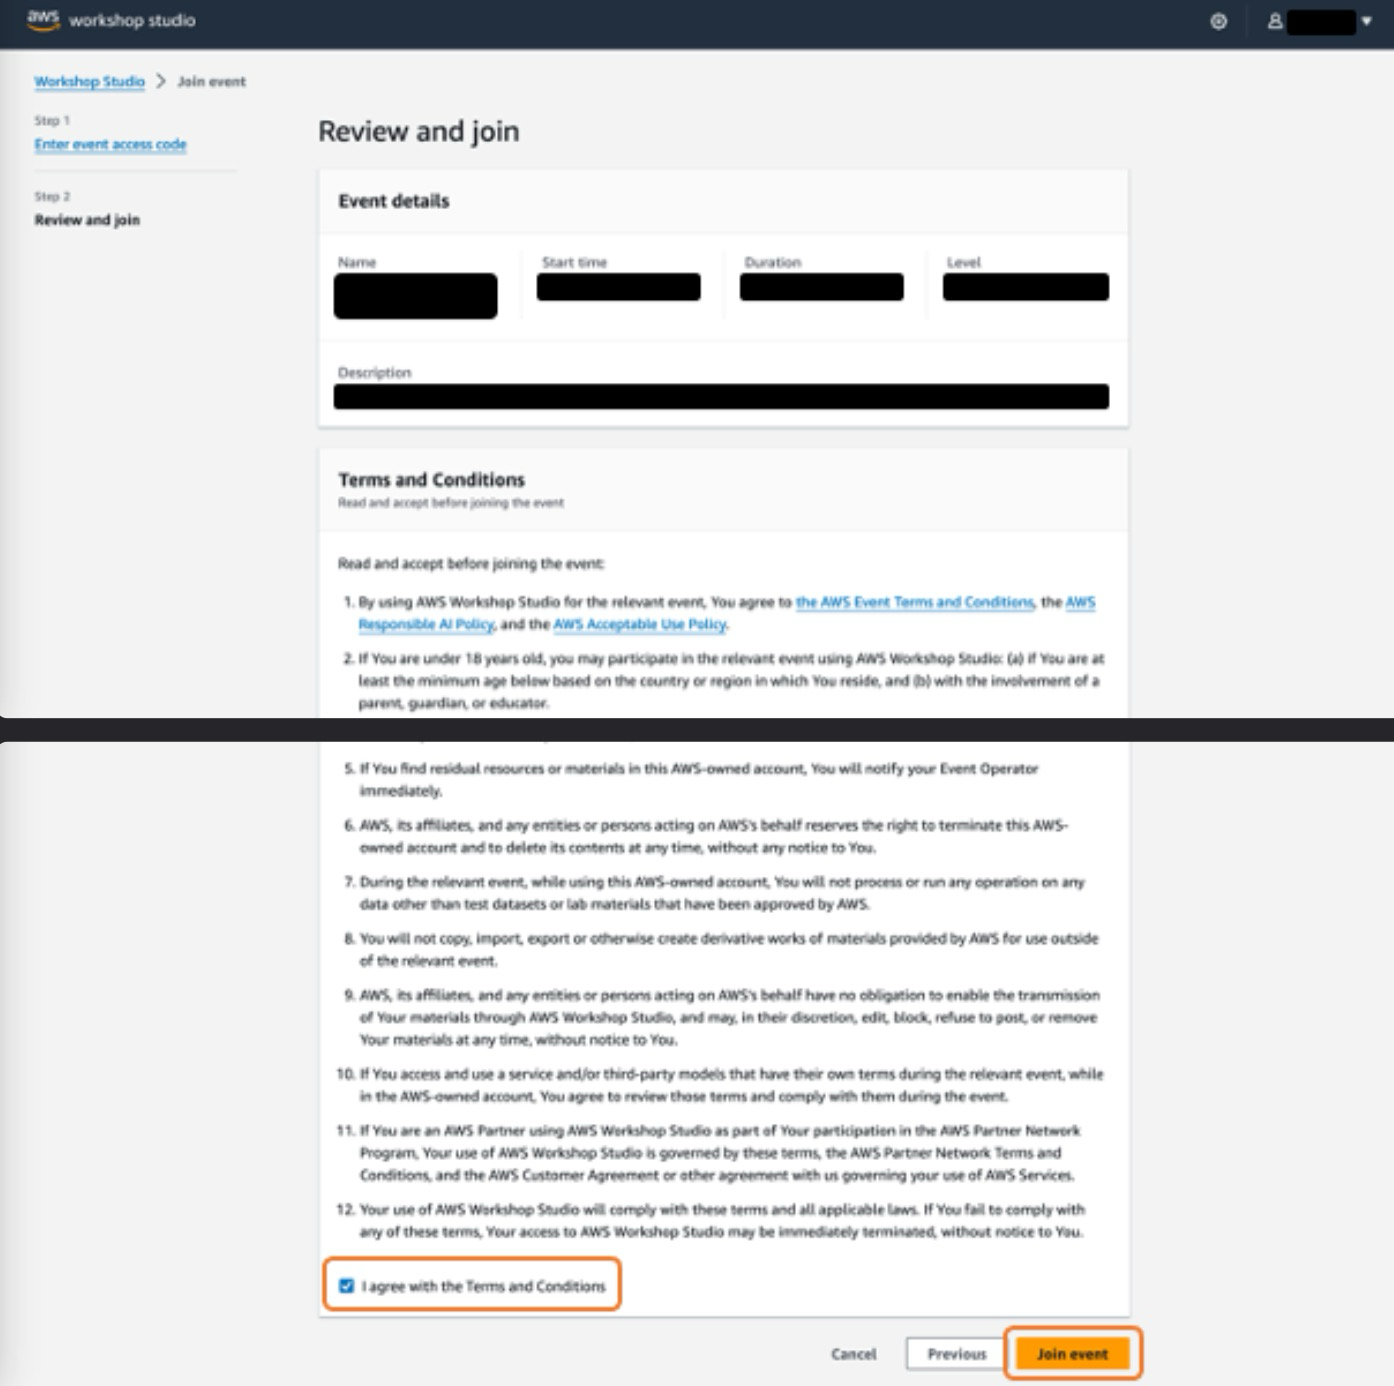 aws workshop studio
Workshop Studio > Join event
Step 1
Enter event access code
Step 2
Review and join
Review and join
Event details
Name
Start time
Duration
Level
Description
Terms and Conditions
Read and accept before joining the event
Read and accept before joining the event:
1. By using AWS Workshop Studio for the relevant event, You agree to the AWS Event Terms and Conditions, the AWS
Responsible AI Policy, and the AWS Acceptable Use Policy.
2. If You are under 18 years old, you may participate in the relevant event using AWS Workshop Studio: (a) if You are at
least the minimum age below based on the country or region in which You reside, and (b) with the involvement of a
parent, guardian, or educator.
5. If You find residual resources or materials in this AWS-owned account, You will notify your Event Operator
immediately.
6. AWS, its affiliates, and any entities or persons acting on AWS's behalf reserves the right to terminate this AWS-
owned account and to delete its contents at any time, without any notice to You.
7. During the relevant event, while using this AWS-owned account, You will not process or run any operation on any
data other than test datasets or lab materials that have been approved by AWS.
8. You will not copy, import, export or otherwise create derivative works of materials provided by AWS for use outside
of the relevant event.
9. AWS, its affiliates, and any entities or persons acting on AWS's behalf have no obligation to enable the transmission
of Your materials through AWS Workshop Studio, and may, in their discretion, edit, block, refuse to post, or remove
Your materials at any time, without notice to You.
10. If You access and use a service and/or third-party models that have their own terms during the relevant event, while
in the AWS-owned account, You agree to review those terms and comply with them during the event.
11. If You are an AWS Partner using AWS Workshop Studio as part of Your participation in the AWS Partner Network
Program, Your use of AWS Workshop Studio is governed by these terms, the AWS Partner Network Terms and
Conditions, and the AWS Customer Agreement or other agreement with us governing your use of AWS Services.
12. Your use of AWS Workshop Studio will comply with these terms and all applicable laws. If You fail to comply with
any of these terms, Your access to AWS Workshop Studio may be immediately terminated, without notice to You.
I agree with the Terms and Conditions
Cancel
Previous
Join event